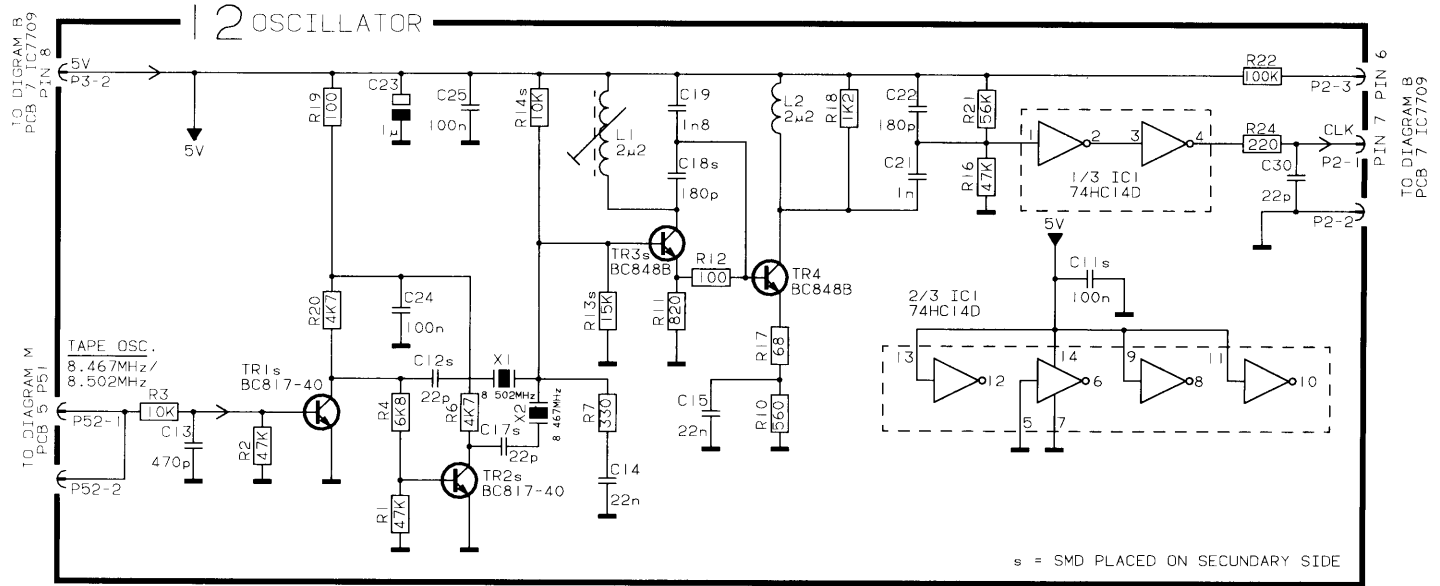 12 OSCILLATOR
TO DIGRAM B
PCB 7 IC7709
PIN 8
5V
P3-2
5V
R19
100
C23
1µ
C25
100n
R14s
10K
L1
2µ2
C19
1n8
C18s
180p
L2
2µ2
R18
1K2
C22
180p
C21
1n
R21
56K
R16
47K
1
2
3
4
1/3 IC1
74HC14D
R22
100K
P2-3
PIN 6
R24
220
CLK
P2-1
PIN 7
C30
22p
P2-2
TO DIAGRAM B
PCB 7 IC7709
TR3s
BC848B
R12
100
TR4
BC848B
R13s
15K
R11
820
R17
68
C15
22n
R10
560
5V
C11s
100n
2/3 IC1
74HC14D
13
12
14
6
5
7
9
8
11
10
R20
4K7
C24
100n
TO DIAGRAM M
PCB 5 P51
TAPE OSC.
8.467MHz/
8.502MHz
R3
10K
P52-1
C13
470p
P52-2
R2
47K
TR1s
BC817-40
R4
6K8
C12s
22p
X1
8 502MHz
R6
4K7
X2
8 467MHz
C17s
22p
R7
330
C14
22n
TR2s
BC817-40
R1
47K
s = SMD PLACED ON SECUNDARY SIDE